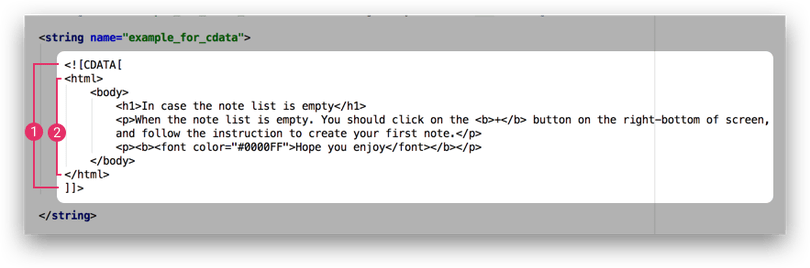 <string name="example_for_cdata">
<![CDATA[
<html>
<body>
<h1>In case the note list is empty</h1>
<p>When the note list is empty. You should click on the <b>+</b> button on the right-bottom of screen,
and follow the instruction to create your first note.</p>
<p><b><font color="#0000FF">Hope you enjoy</font></b></p>
</body>
</html>
]]>
</string>
1 2